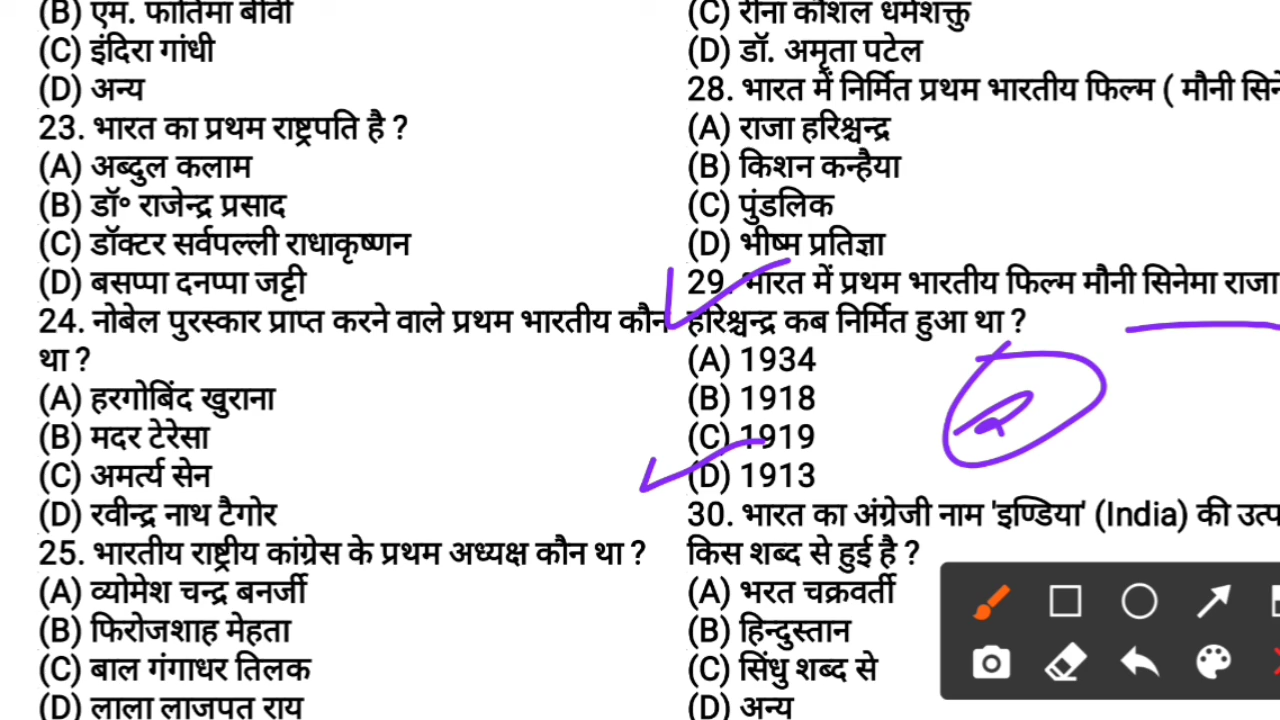 (B) एम. फातिमा बीवी
(C) इंदिरा गांधी
(D) अन्य
23. भारत का प्रथम राष्ट्रपति है ?
(A) अब्दुल कलाम
(B) डॉ॰ राजेन्द्र प्रसाद
(C) डॉक्टर सर्वपल्ली राधाकृष्णन
(D) बसप्पा दनप्पा जट्टी
24. नोबेल पुरस्कार प्राप्त करने वाले प्रथम भारतीय कौन
था ?
(A) हरगोबिंद खुराना
(B) मदर टेरेसा
(C) अमर्त्य सेन
(D) रवीन्द्र नाथ टैगोर
25. भारतीय राष्ट्रीय कांग्रेस के प्रथम अध्यक्ष कौन था ?
(A) व्योमेश चन्द्र बनर्जी
(B) फिरोजशाह मेहता
(C) बाल गंगाधर तिलक
(D) लाला लाजपत राय
(C) रीना कौशल धर्मशक्तु
(D) डॉ. अमृता पटेल
28. भारत में निर्मित प्रथम भारतीय फिल्म ( मौनी
(A) राजा हरिश्चन्द्र
(B) किशन कन्हैया
(C) पुंडलिक
(D) भीष्म प्रतिज्ञा
29. भारत में प्रथम भारतीय फिल्म मौनी सिनेमा राजा
हरिश्चन्द्र कब निर्मित हुआ था ?
(A) 1934
(B) 1918
(C) 1919
(D) 1913
30. भारत का अंग्रेजी नाम 'इण्डिया' (India) की
किस शब्द से हुई है ?
(A) भरत चक्रवर्ती
(B) हिन्दुस्तान
(C) सिंधु शब्द से
(D) अन्य